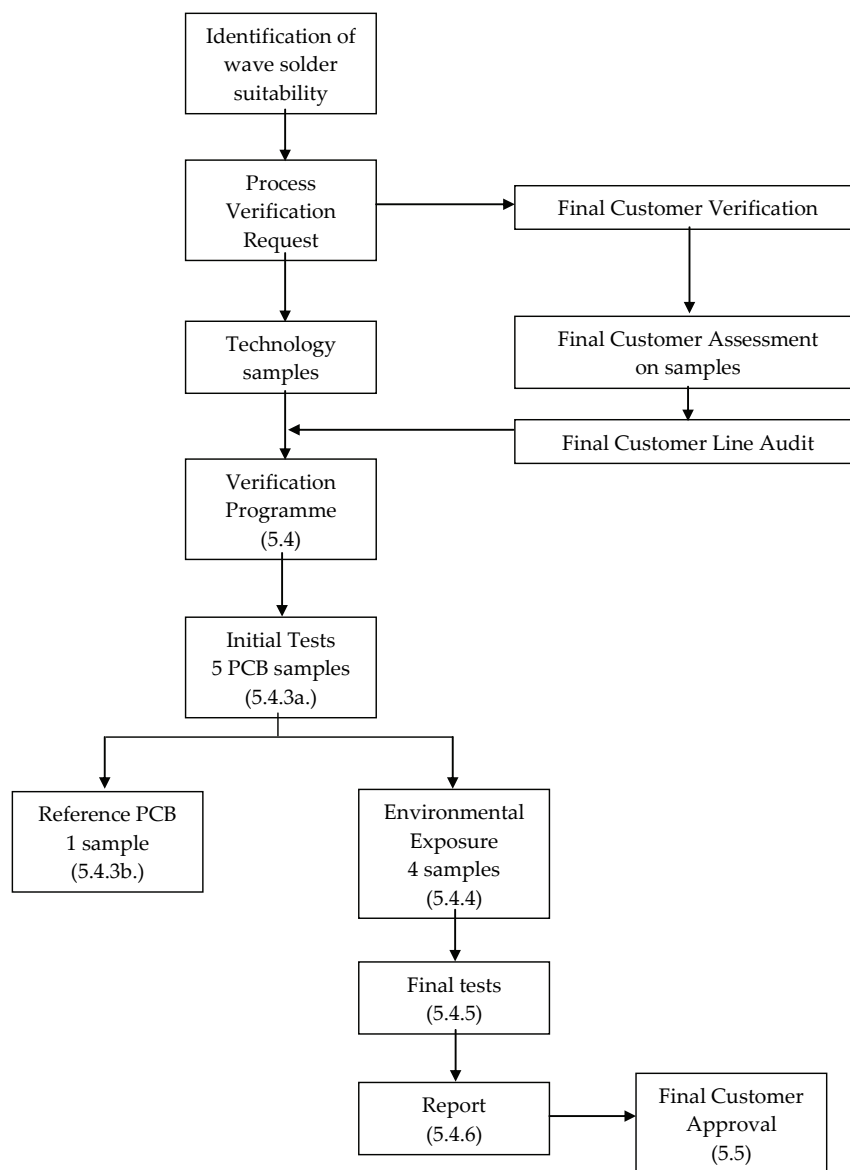 Identification of
wave solder
suitability
Process
Verification
Request
Final Customer Verification
Technology
samples
Final Customer Assessment
on samples
Final Customer Line Audit
Verification
Programme
(5.4)
Initial Tests
5 PCB samples
(5.4.3a.)
Reference PCB
1 sample
(5.4.3b.)
Environmental
Exposure
4 samples
(5.4.4)
Final tests
(5.4.5)
Report
(5.4.6)
Final Customer
Approval
(5.5)